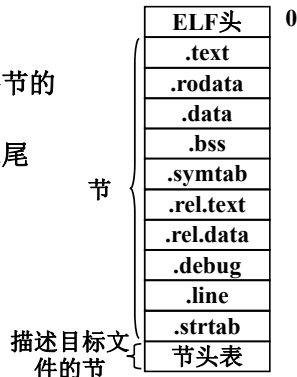 ELF头 0
.text
节的
.rodata
.data
尾
.bss
.symtab
节
.rel.text
.rel.data
.debug
.line
.strtab
描述目标文
件的节
节头表